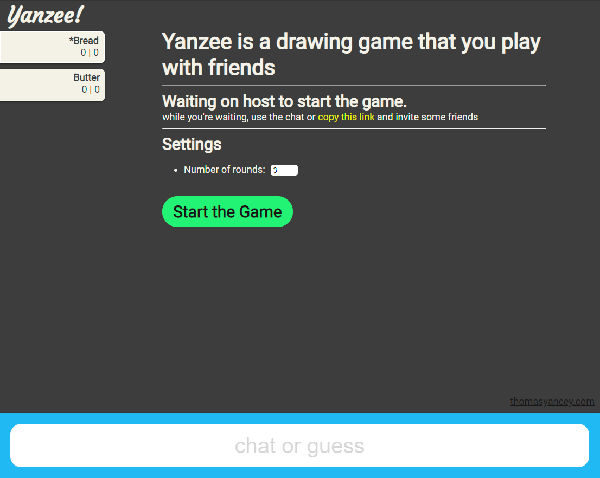 Yanzee!
*Bread
0 | 0
Butter
0 | 0
Yanzee is a drawing game that you play
with friends
Waiting on host to start the game.
while you're waiting, use the chat or copy this link and invite some friends
Settings
Number of rounds: 3
Start the Game
thomasyancey.com
chat or guess